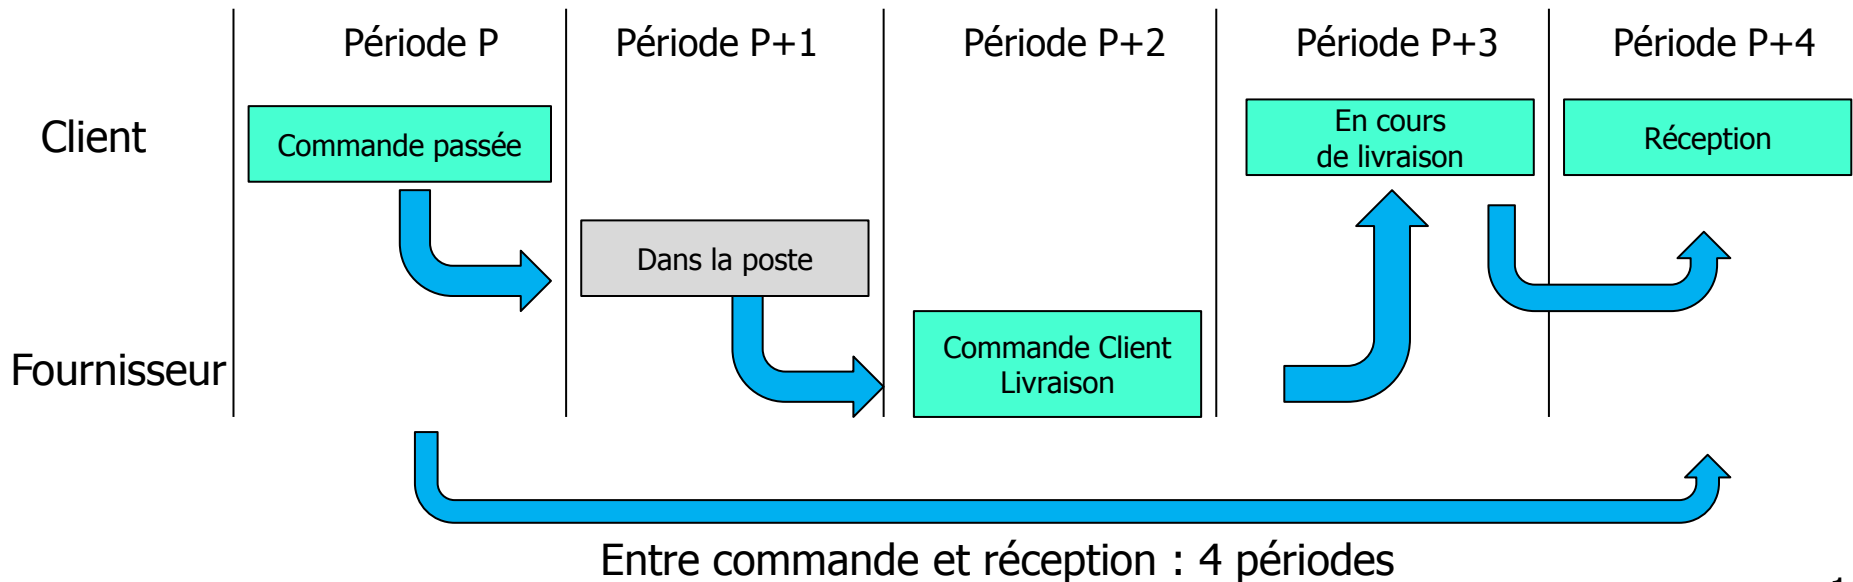 Période P
Période P+1
Période P+2
Période P+3
Période P+4
Client
Commande passée
En cours
de livraison
Réception
Dans la poste
Fournisseur
Commande Client
Livraison
Entre commande et réception : 4 périodes